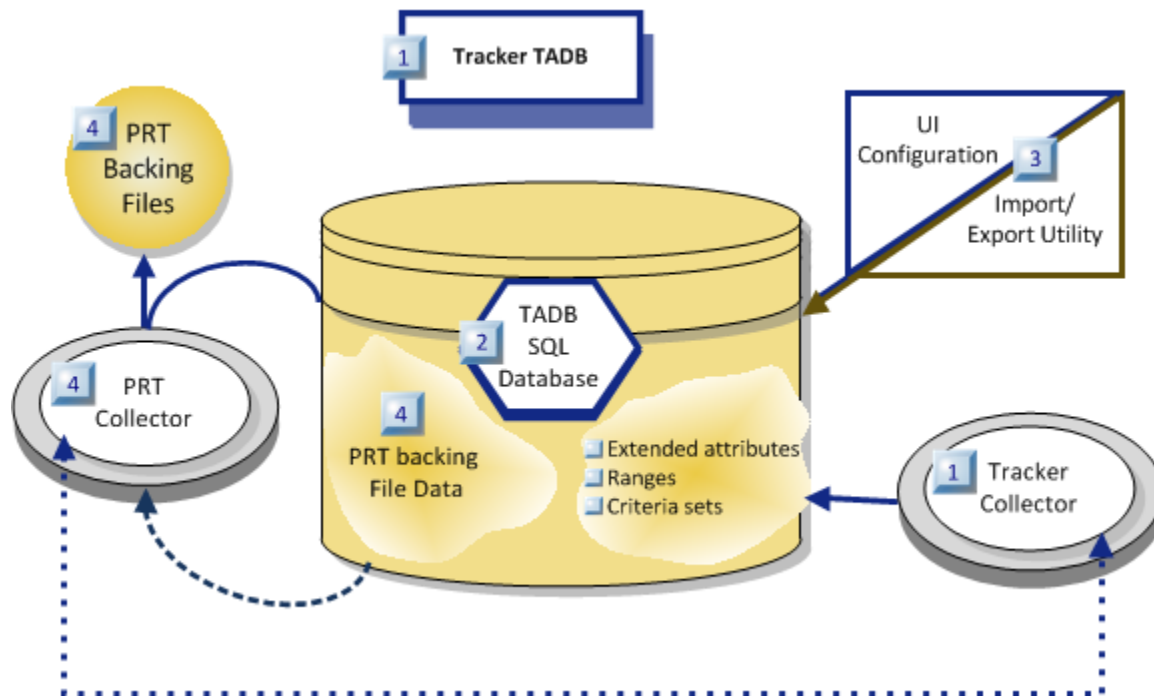 1
Tracker TADB
4
PRT
Backing
Files
UI
Configuration
3
Import/
Export Utility
TADB
2
SQL
Database
4
PRT
Collector
4
PRT backing
File Data
Extended attributes
Ranges
Criteria sets
1
Tracker
Collector